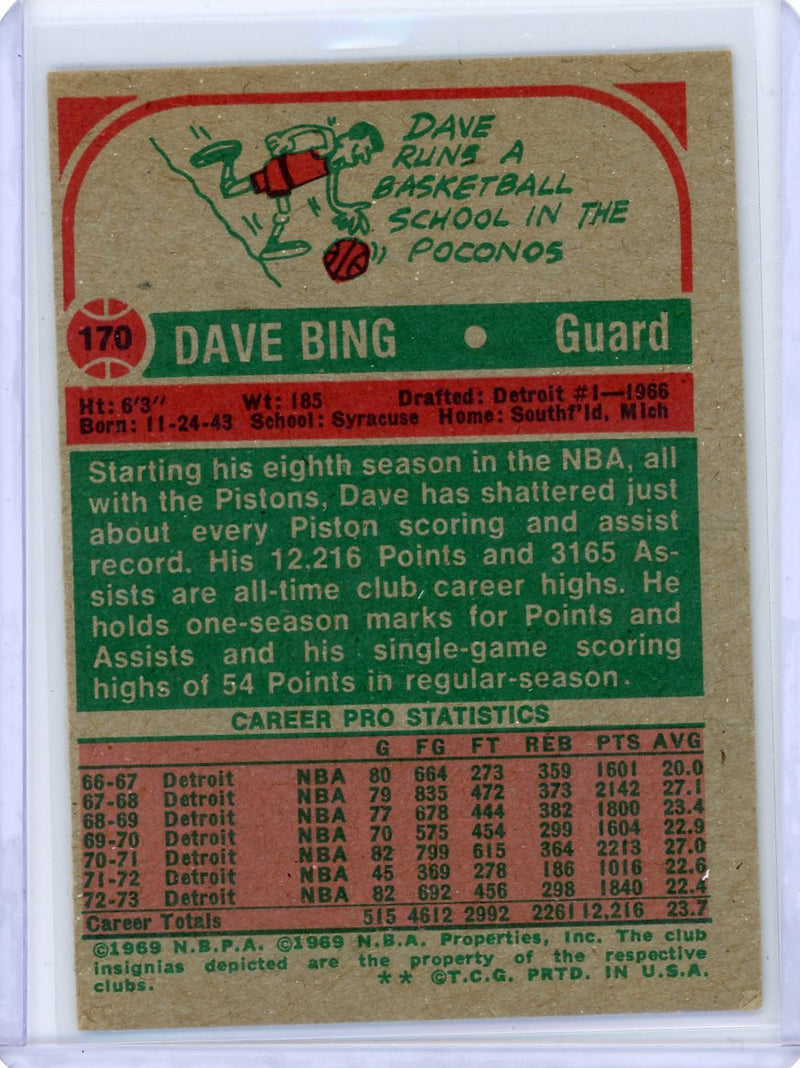 DAVE
RUNS A
BASKETBALL
SCHOOL IN THE
POCONOS
170 DAVE BING • Guard
Ht: 6'3" Wt: 185 Drafted: Detroit #1—1966
Born: 11-24-43 School: Syracuse Home: Southf'ld, Mich
Starting his eighth season in the NBA, all
with the Pistons, Dave has shattered just
about every Piston scoring and assist
record. His 12.216 Points and 3165 As-
sists are all-time club career highs. He
holds one-season marks for Points and
Assists and his single-game scoring
highs of 54 Points in regular-season.
CAREER PRO STATISTICS
G FG FT REB PTS AVG
66-67 Detroit NBA 80 664 273 359 1601 20.0
67-68 Detroit NBA 79 835 472 373 2142 27.1
68-69 Detroit NBA 77 678 444 382 1800 23.4
69-70 Detroit NBA 70 575 454 299 1604 22.9
70-71 Detroit NBA 82 799 615 364 2213 27.0
71-72 Detroit NBA 45 369 278 186 1016 22.6
72-73 Detroit NBA 82 692 456 298 1840 22.4
Career Totals 515 4612 2992 2261 12,216 23.7
©1969 N.B.P.A. ©1969 N.B.A. Properties, Inc. The club
insignias depicted are the property of the respective
clubs. ** ©T.C.G. PRTD. IN U.S.A.